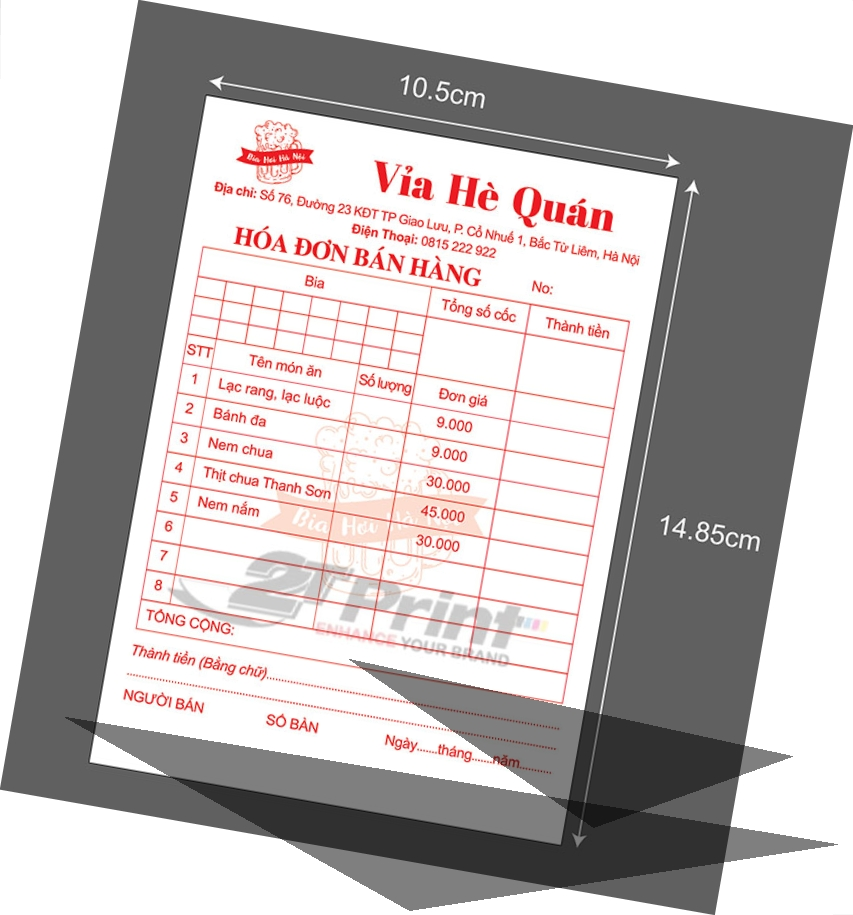 10.5cm
Bia Hơi Hà Nội
Vỉa Hè Quán
Địa chỉ: Số 76, Đường 23 KĐT TP Giao Lưu, P. Cổ Nhuế 1, Bắc Từ Liêm, Hà Nội
Điện Thoại: 0815 222 922
HÓA ĐƠN BÁN HÀNG
No:
Bia Tổng số cốc Thành tiền
STT Tên món ăn Số lượng Đơn giá
1 Lạc rang, lạc luộc 9.000
2 Bánh đa 9.000
3 Nem chua 30.000
4 Thịt chua Thanh Sơn 45.000
5 Nem nắm 30.000
6
7
8
Bia Hơi Hà Nội
14.85cm
2TPrint
ENHANCE YOUR BRAND
TỔNG CỘNG:
Thành tiền (Bằng chữ)
NGƯỜI BÁN SỐ BÀN Ngày......tháng......năm.........